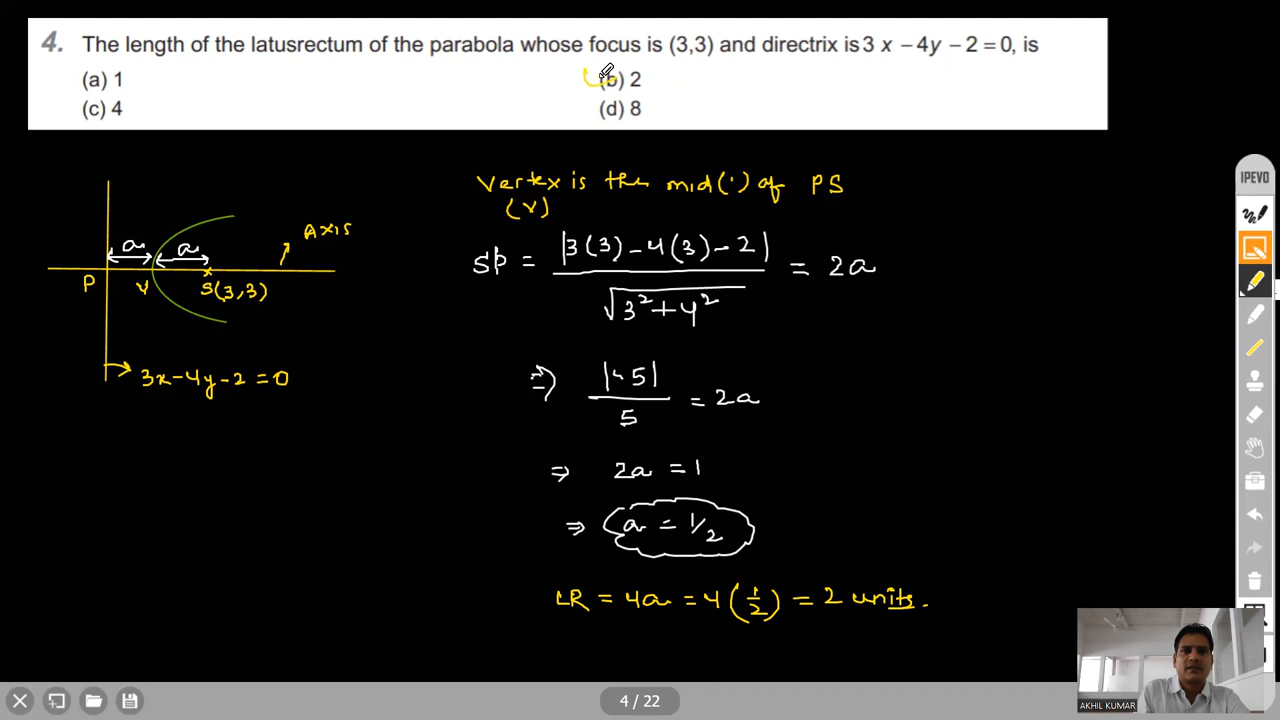 4. The length of the latusrectum of the parabola whose focus is (3,3) and directrix is 3 x – 4y – 2 = 0, is
(a) 1
(b) 2
(c) 4
(d) 8
Vertex is the mid(·) of PS
(V)
SP = |3(3) - 4(3) - 2| / √3²+4² = 2a
⇒ |-5| / 5 = 2a
⇒ 2a = 1
⇒ a = 1/2
LR = 4a = 4(1/2) = 2 units.
a
a
AXIS
P
V
S(3,3)
→ 3x-4y-2=0
IPEVO
4 / 22
AKHIL KUMAR